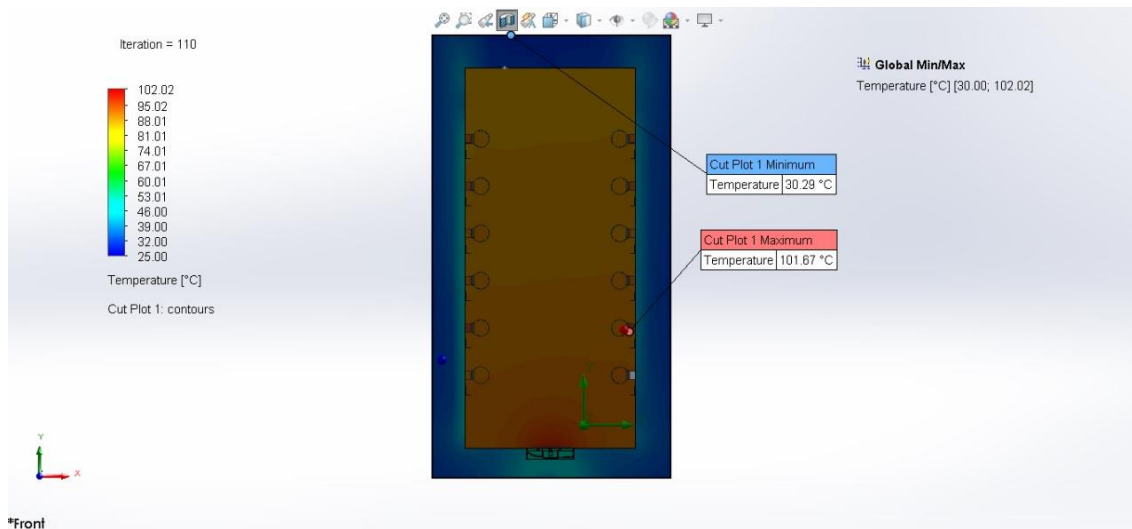 Iteration = 110
102.02
95.02
88.01
81.01
74.01
67.01
60.01
53.01
46.00
39.00
32.00
25.00
Temperature [°C]
Cut Plot 1: contours
Global Min/Max
Temperature [°C] [30.00; 102.02]
Cut Plot 1 Minimum
Temperature 30.29 °C
Cut Plot 1 Maximum
Temperature 101.67 °C
Y
X
*Front